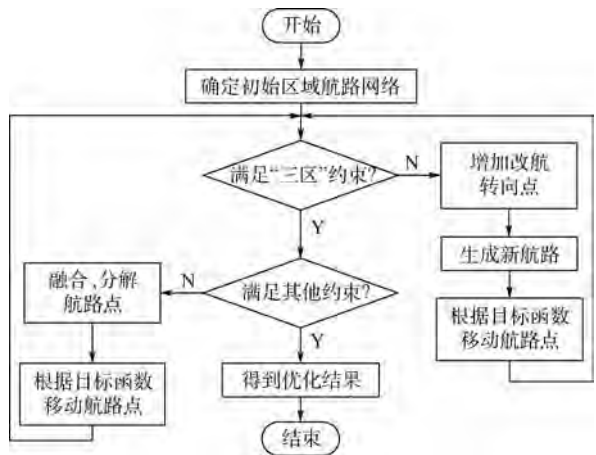 开始
确定初始区域航路网络
满足“三区”约束?
N
增加改航
转向点
Y
生成新航路
根据目标函数
移动航路点
满足其他约束?
N
融合、分解
航路点
根据目标函数
移动航路点
Y
得到优化结果
结束